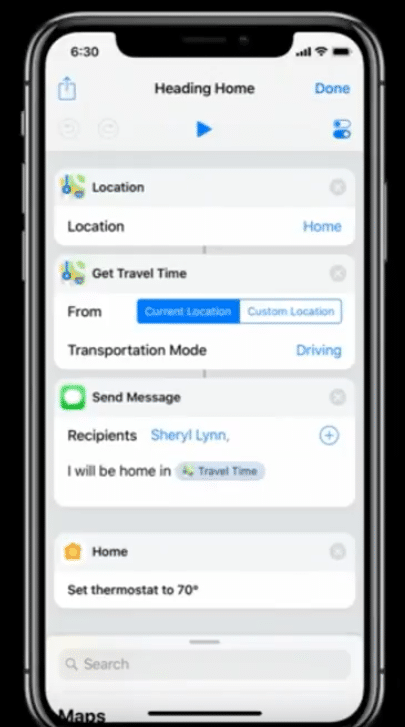 6:30
Heading Home
Done
Location
Location Home
Get Travel Time
From Current Location Custom Location
Transportation Mode Driving
Send Message
Recipients Sheryl Lynn,
I will be home in Travel Time
Home
Set thermostat to 70°
Search
Maps